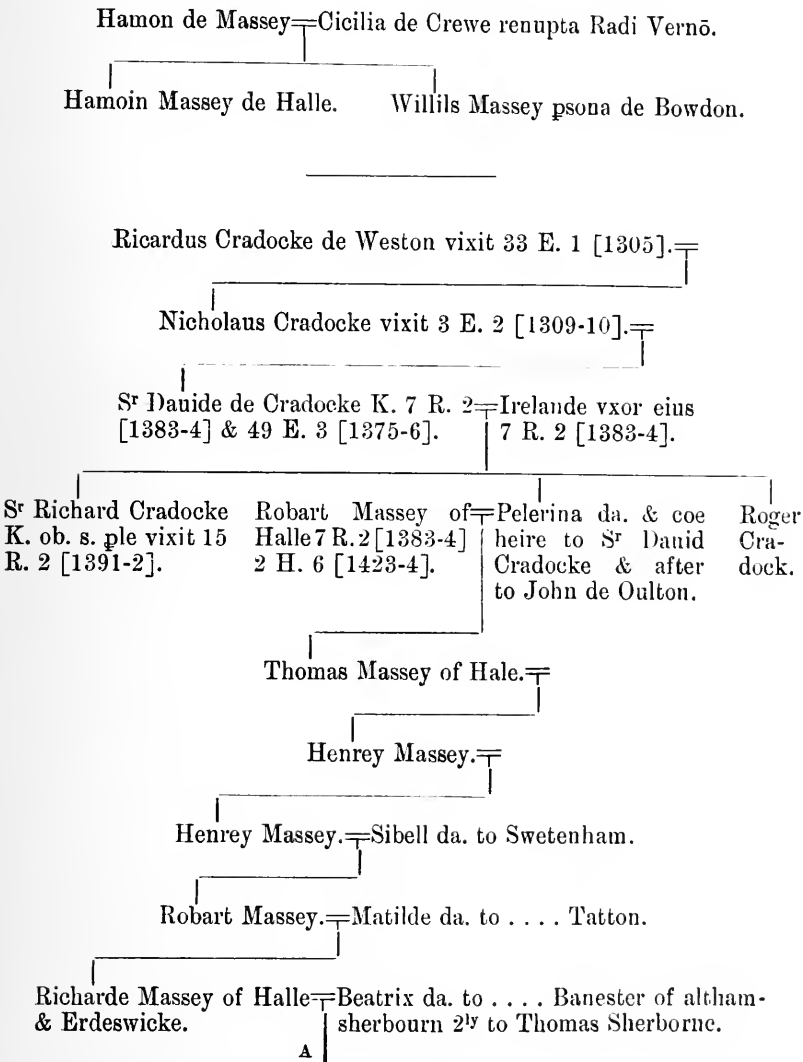 Hamon de Massey=Cicilia de Crewe renupta Radi Vernō.
Hamoin Massey de Halle. Willils Massey psona de Bowdon.
Ricardus Cradocke de Weston vixit 33 E. 1 [1305].=
Nicholaus Cradocke vixit 3 E. 2 [1309-10].=
Sʳ Dauide de Cradocke K. 7 R. 2=Irelande vxor eius
[1383-4] & 49 E. 3 [1375-6]. 7 R. 2 [1383-4].
Sʳ Richard Cradocke Robart Massey of=Pelerina da. & coe Roger
K. ob. s. ple vixit 15 Halle 7 R. 2 [1383-4] heire to Sʳ Dauid Cra-
R. 2 [1391-2]. 2 H. 6 [1423-4]. Cradocke & after dock.
to John de Oulton.
Thomas Massey of Hale.=
Henrey Massey.=
Henrey Massey.=Sibell da. to Swetenham.
Robart Massey.=Matilde da. to . . . . Tatton.
Richarde Massey of Halle=Beatrix da. to . . . . Banester of altham-
& Erdeswicke. sherbourn 2ˡʸ to Thomas Sherborne.
A